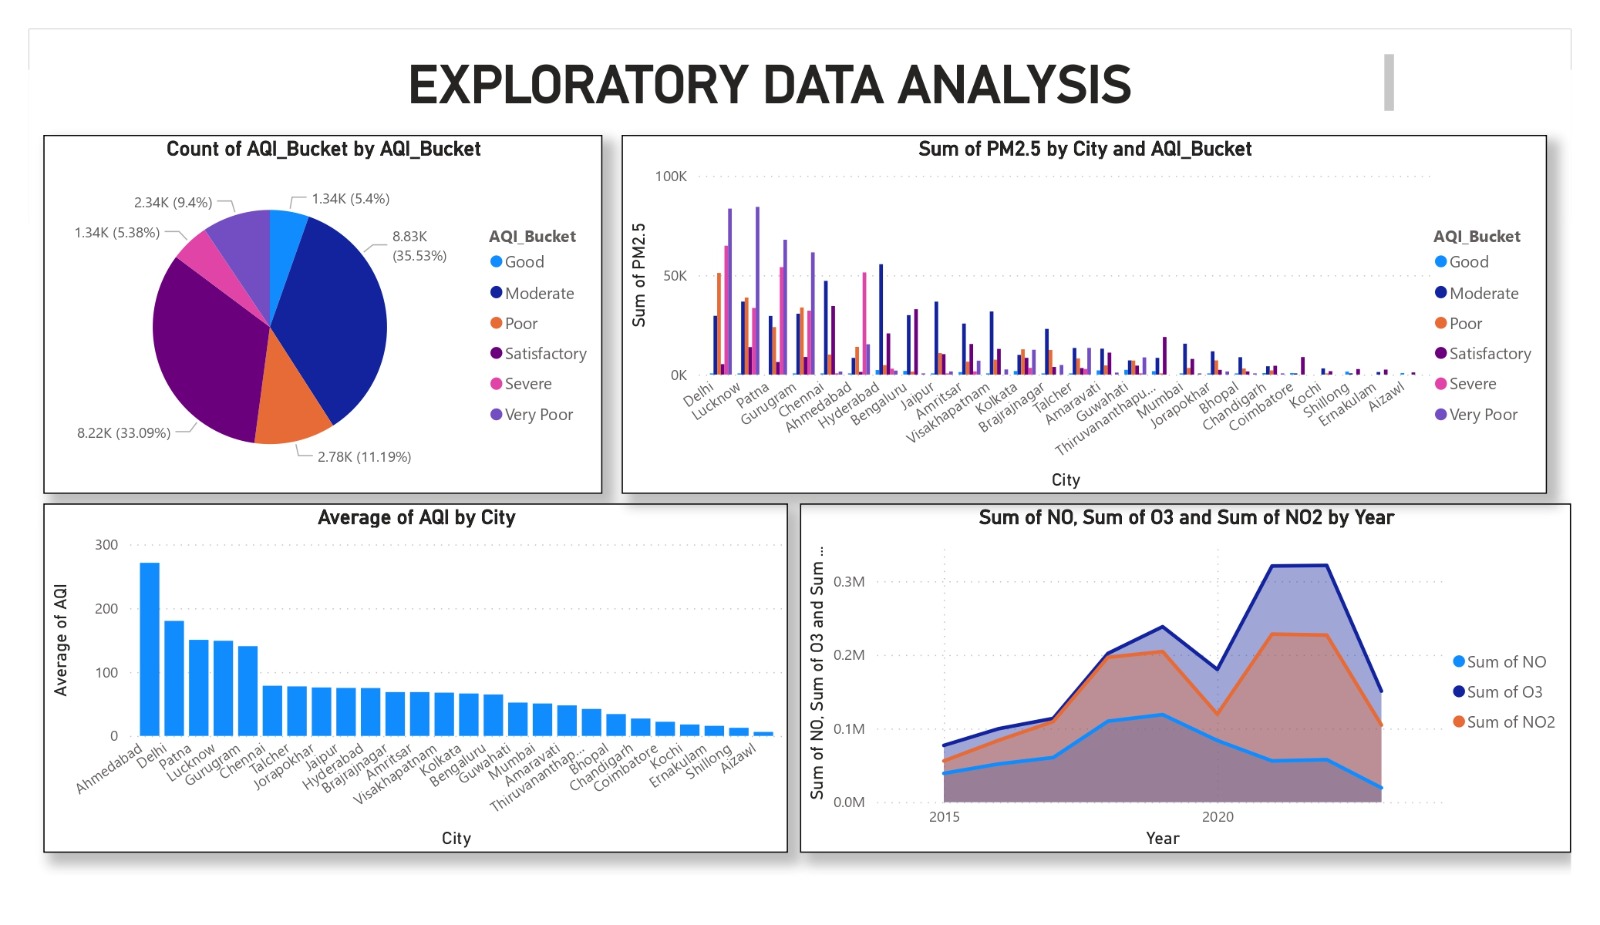 EXPLORATORY DATA ANALYSIS
Count of AQI_Bucket by AQI_Bucket
2.34K (9.4%)
1.34K (5.4%)
1.34K (5.38%)
8.83K
(35.53%)
8.22K (33.09%)
2.78K (11.19%)
AQI_Bucket
Good
Moderate
Poor
Satisfactory
Severe
Very Poor
Sum of PM2.5 by City and AQI_Bucket
Sum of PM2.5
100K
50K
0K
Delhi
Lucknow
Patna
Gurugram
Chennai
Ahmedabad
Hyderabad
Bengaluru
Jaipur
Amritsar
Visakhapatnam
Kolkata
Brajrajnagar
Talcher
Amaravati
Guwahati
Thiruvananthapu...
Mumbai
Jorapokhar
Bhopal
Chandigarh
Coimbatore
Kochi
Shillong
Ernakulam
Aizawl
City
AQI_Bucket
Good
Moderate
Poor
Satisfactory
Severe
Very Poor
Average of AQI by City
Average of AQI
300
200
100
0
Ahmedabad
Delhi
Patna
Lucknow
Gurugram
Chennai
Talcher
Jorapokhar
Jaipur
Hyderabad
Brajrajnagar
Amritsar
Visakhapatnam
Kolkata
Bengaluru
Guwahati
Mumbai
Amaravati
Thiruvananthap...
Bhopal
Chandigarh
Coimbatore
Kochi
Ernakulam
Shillong
Aizawl
City
Sum of NO, Sum of O3 and Sum of NO2 by Year
Sum of NO, Sum of O3 and Sum ...
0.3M
0.2M
0.1M
0.0M
2015
2020
Year
Sum of NO
Sum of O3
Sum of NO2